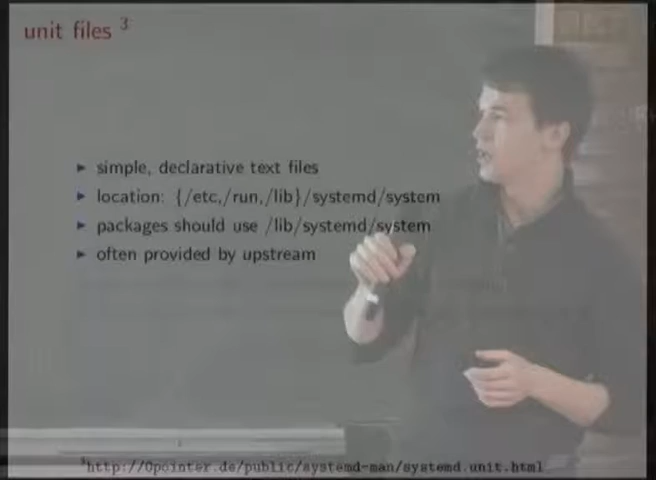 unit files 3
► simple, declarative text files
► location: {/etc,/run,/lib}/systemd/system
► packages should use /lib/systemd/system
► often provided by upstream
3http://0pointer.de/public/systemd-man/systemd.unit.html